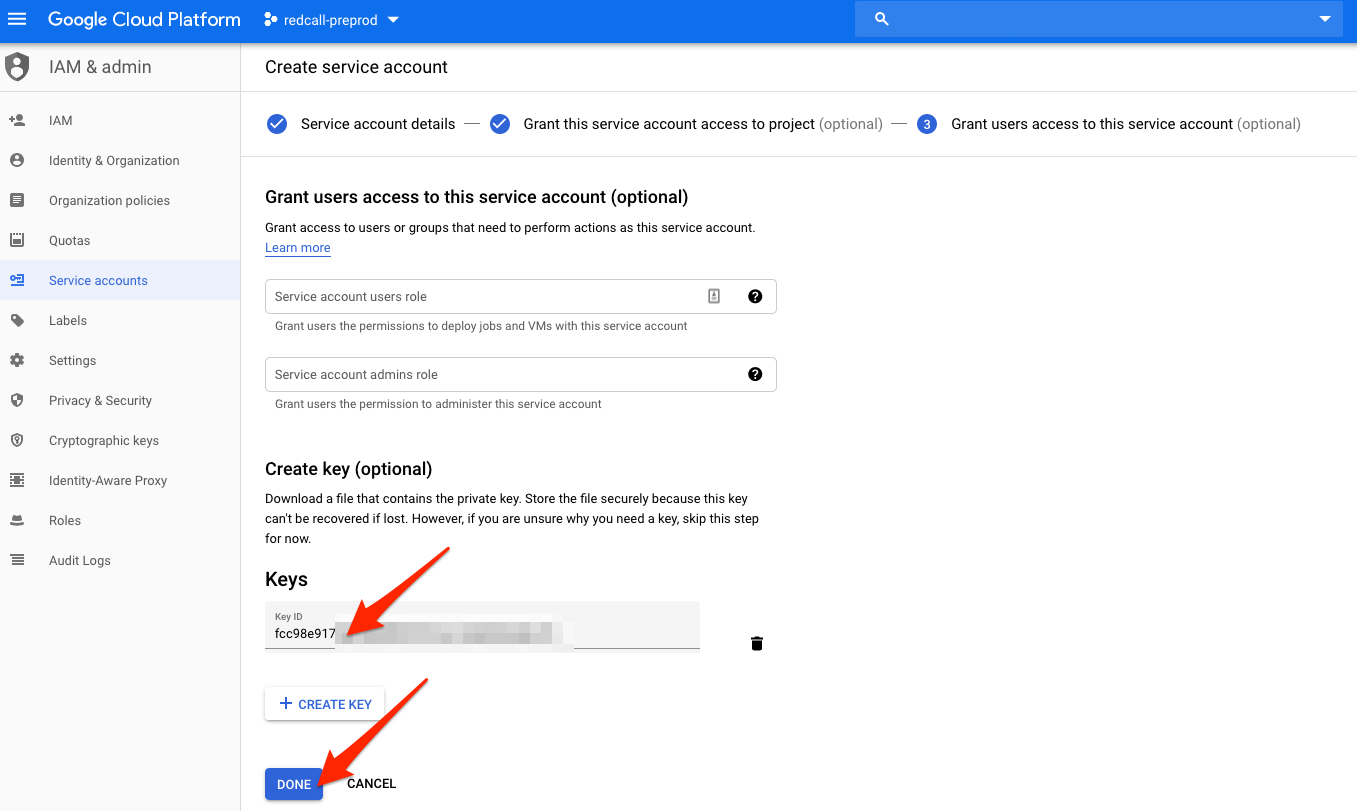 Google Cloud Platform
redcall-preprod
IAM & admin
Create service account
IAM
Identity & Organization
Organization policies
Quotas
Service accounts
Labels
Settings
Privacy & Security
Cryptographic keys
Identity-Aware Proxy
Roles
Audit Logs
Service account details — Grant this service account access to project (optional) — 3 Grant users access to this service account (optional)
Grant users access to this service account (optional)
Grant access to users or groups that need to perform actions as this service account.
Learn more
Service account users role
Grant users the permissions to deploy jobs and VMs with this service account
Service account admins role
Grant users the permission to administer this service account
Create key (optional)
Download a file that contains the private key. Store the file securely because this key
can't be recovered if lost. However, if you are unsure why you need a key, skip this step
for now.
Keys
Key ID
fcc98e917
+ CREATE KEY
DONE
CANCEL